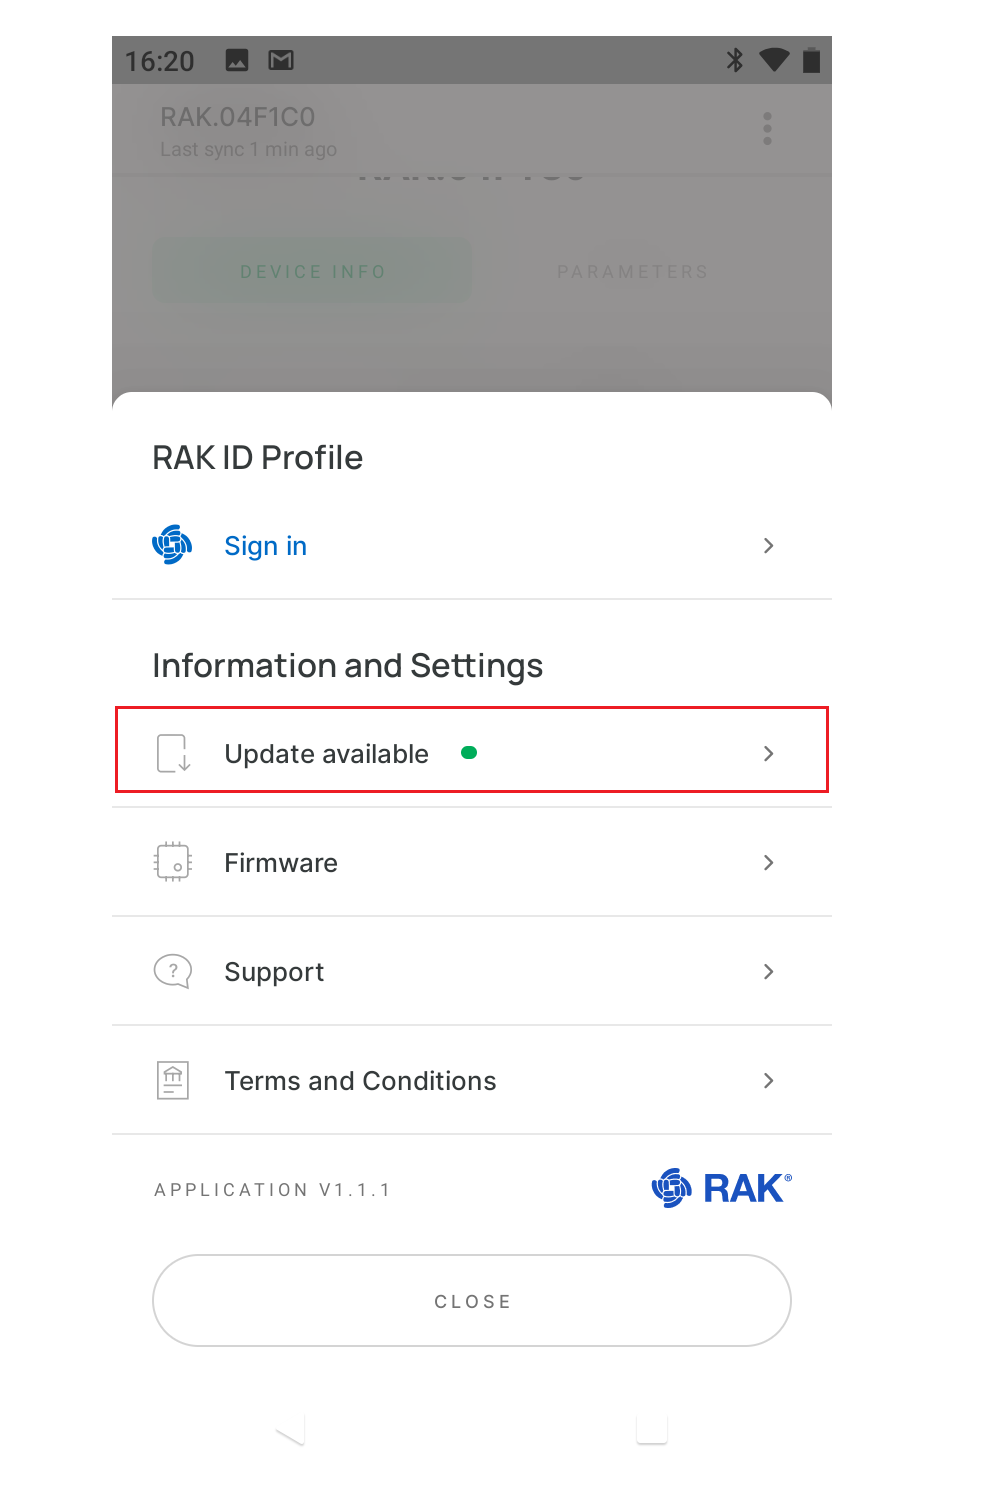 16:20
RAK.04F1C0
Last sync 1 min ago
DEVICE INFO
PARAMETERS
RAK ID Profile
Sign in
Information and Settings
Update available
Firmware
?
Support
Terms and Conditions
APPLICATION V1.1.1
RAK®
CLOSE